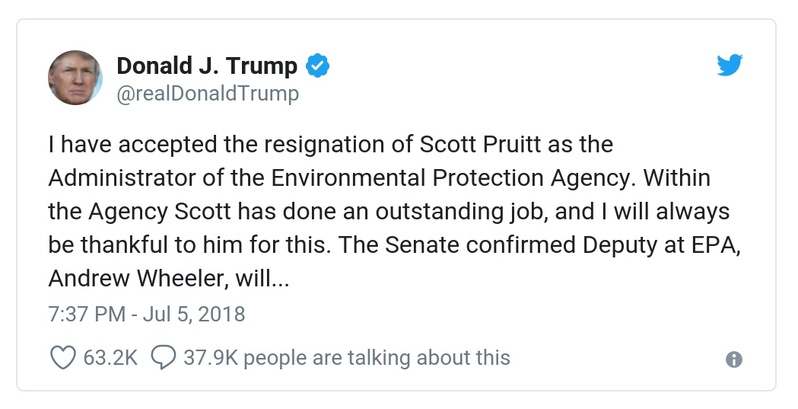 Donald J. Trump
@realDonaldTrump
I have accepted the resignation of Scott Pruitt as the
Administrator of the Environmental Protection Agency. Within
the Agency Scott has done an outstanding job, and I will always
be thankful to him for this. The Senate confirmed Deputy at EPA,
Andrew Wheeler, will...
7:37 PM - Jul 5, 2018
63.2K 37.9K people are talking about this